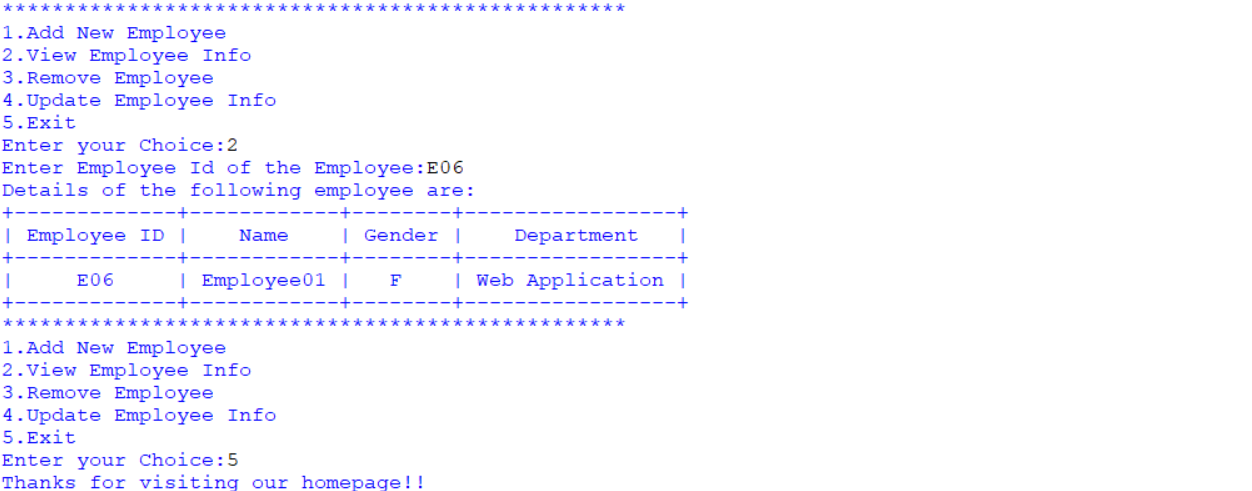 **************************************************
1.Add New Employee
2.View Employee Info
3.Remove Employee
4.Update Employee Info
5.Exit
Enter your Choice:2
Enter Employee Id of the Employee:E06
Details of the following employee are:
+-------------+------------+--------+-----------------+
| Employee ID |    Name    | Gender |    Department   |
+-------------+------------+--------+-----------------+
|     E06     | Employee01 |   F    | Web Application |
+-------------+------------+--------+-----------------+
**************************************************
1.Add New Employee
2.View Employee Info
3.Remove Employee
4.Update Employee Info
5.Exit
Enter your Choice:5
Thanks for visiting our homepage!!